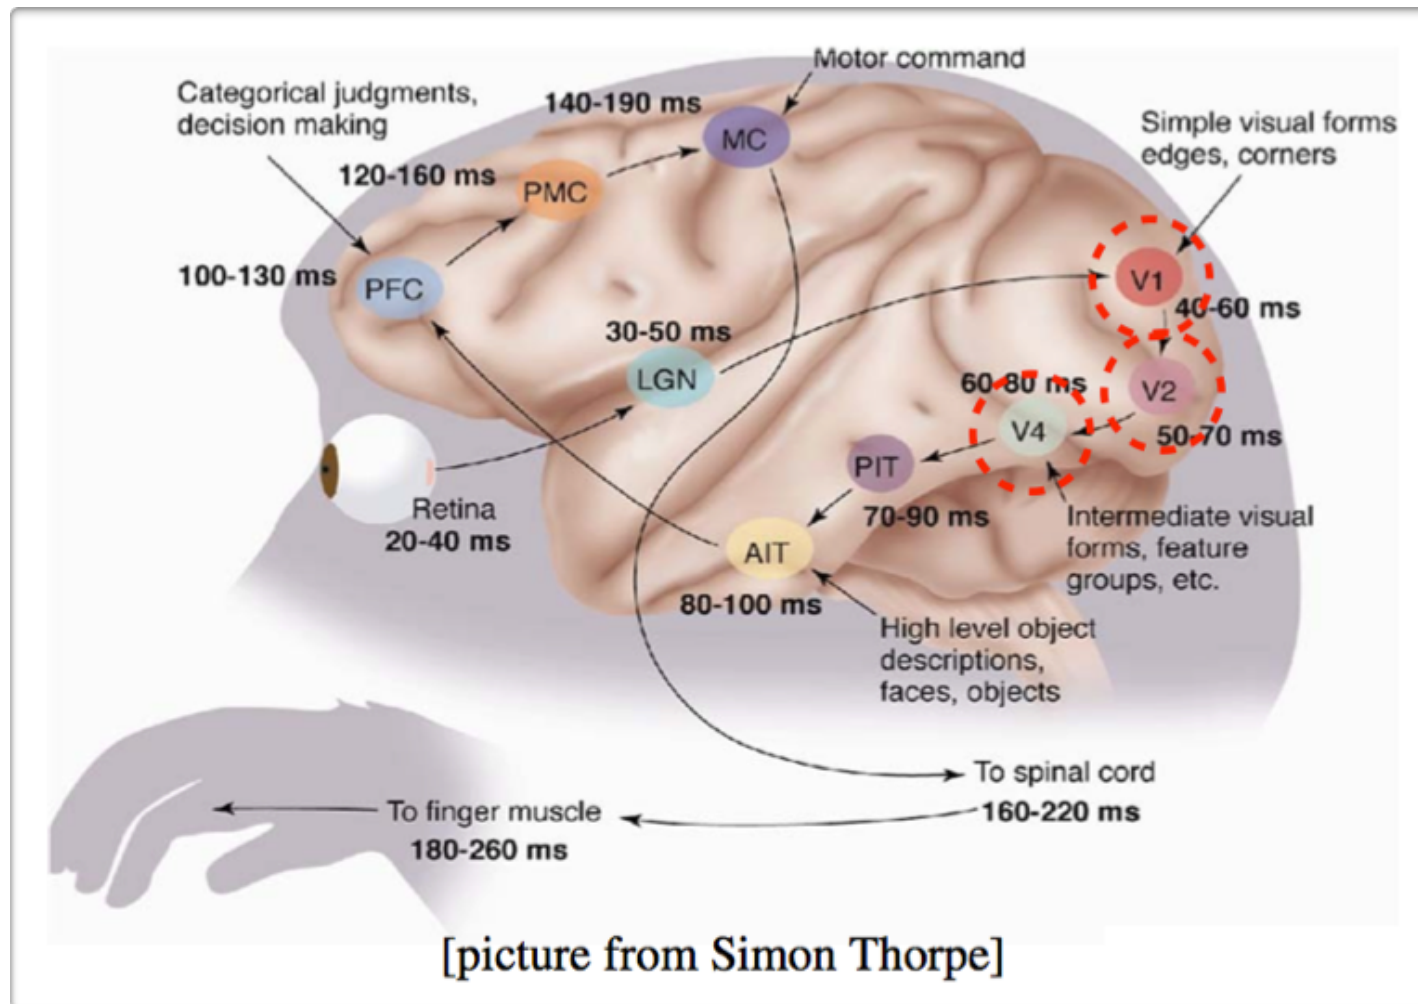 Motor command
Categorical judgments,
decision making
140-190 ms
MC
Simple visual forms
edges, corners
120-160 ms
PMC
100-130 ms
PFC
V1
40-60 ms
30-50 ms
LGN
60-80 ms
V2
V4
50-70 ms
PIT
70-90 ms
Retina
20-40 ms
AIT
80-100 ms
Intermediate visual
forms, feature
groups, etc.
High level object
descriptions,
faces, objects
To spinal cord
160-220 ms
To finger muscle
180-260 ms
[picture from Simon Thorpe]